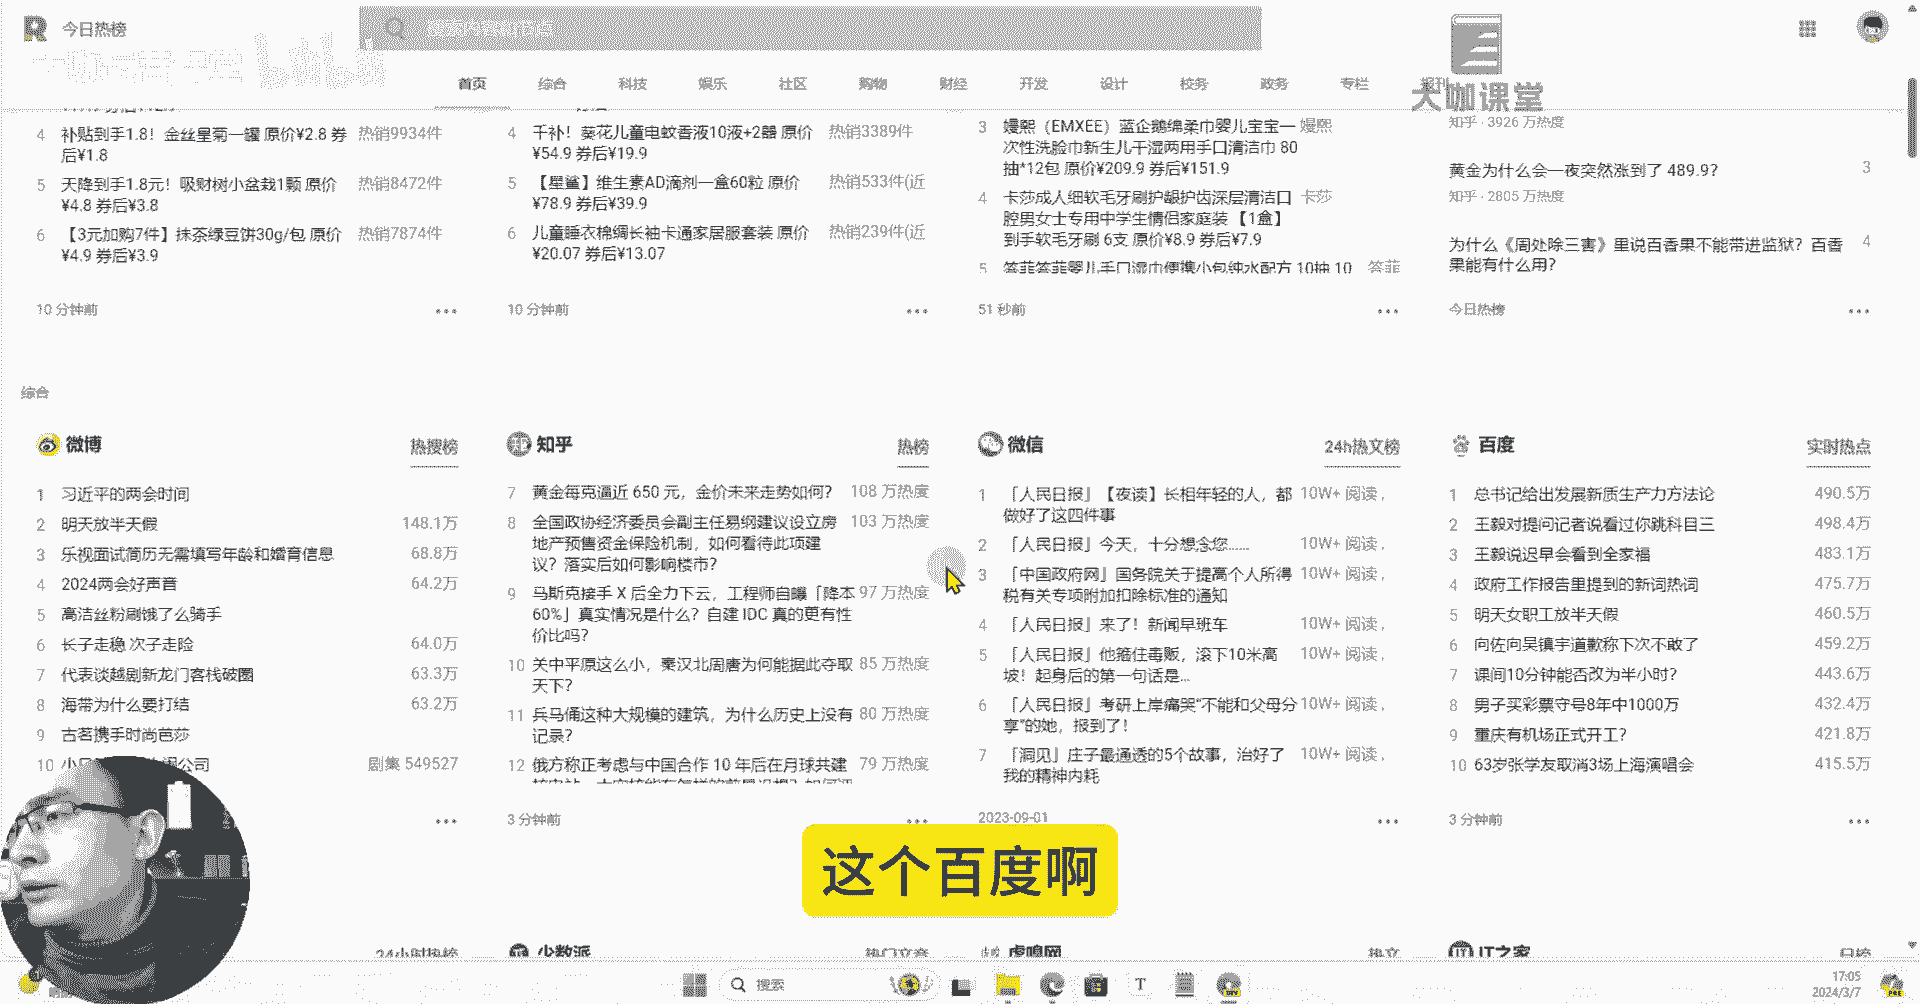 今日热榜
首页 综合 科技 娱乐 社区 购物 财经 开发 设计 校务 政务 专栏 报刊
大咖课堂
4 补贴到手1.8！金丝皇菊一罐 原价¥2.8 券后¥1.8 热销9934件
5 天降到手1.8元！吸财树小盆栽1颗 原价¥4.8 券后¥3.8 热销8472件
6 【3元加购7件】抹茶绿豆饼30g/包 原价¥4.9 券后¥3.9 热销7874件
10 分钟前
4 千补！葵花儿童电蚊香液10液+2器 原价¥54.9 券后¥19.9 热销3389件
5 【星鲨】维生素AD滴剂一盒60粒 原价¥78.9 券后¥39.9 热销533件(近
6 儿童睡衣棉绸长袖卡通家居服套装 原价¥20.07 券后¥13.07 热销239件(近
10 分钟前
3 嫚熙（EMXEE）蓝企鹅绵柔巾婴儿宝宝一次性洗脸巾新生儿干湿两用手口清洁巾 80抽*12包 原价¥209.9 券后¥151.9 嫚熙
4 卡莎成人细软毛牙刷护龈护齿深层清洁口腔男女士专用中学生情侣家庭装 【1盒】到手软毛牙刷 6支 原价¥8.9 券后¥7.9 卡莎
51 秒前
知乎 · 3926 万热度
黄金为什么会一夜突然涨到了 489.9？ 3
知乎 · 2805 万热度
为什么《周处除三害》里说百香果不能带进监狱？百香果能有什么用？ 4
今日热榜
综合
微博 热搜榜
1 习近平的两会时间
2 明天放半天假 148.1万
3 乐视面试简历无需填写年龄和婚育信息 68.8万
4 2024两会好声音 64.2万
5 高洁丝粉刷饿了么骑手
6 长子走稳 次子走险 64.0万
7 代表谈越剧新龙门客栈破圈 63.3万
8 海带为什么要打结 63.2万
9 古茗携手时尚芭莎
10 剧集 549527
知乎 热榜
7 黄金每克逼近 650 元，金价未来走势如何？ 108 万热度
8 全国政协经济委员会副主任易纲建议设立房地产预售资金保险机制，如何看待此项建议？落实后如何影响楼市？ 103 万热度
9 马斯克接手 X 后全力下云，工程师自曝「降本 60%」真实情况是什么？自建 IDC 真的更有性价比吗？ 97 万热度
10 关中平原这么小，秦汉北周唐为何能据此夺取天下？ 85 万热度
11 兵马俑这种大规模的建筑，为什么历史上没有记录？ 80 万热度
12 俄方称正考虑与中国合作 10 年后在月球共建 79 万热度
3 分钟前
微信 24h热文榜
1 「人民日报」【夜读】长相年轻的人，都做好了这四件事 10W+ 阅读，
2 「人民日报」今天，十分想念您…… 10W+ 阅读，
3 「中国政府网」国务院关于提高个人所得税有关专项附加扣除标准的通知 10W+ 阅读，
4 「人民日报」来了！新闻早班车 10W+ 阅读，
5 「人民日报」他箍住毒贩，滚下10米高坡！起身后的第一句话是… 10W+ 阅读，
6 「人民日报」考研上岸痛哭“不能和父母分享”的她，报到了！ 10W+ 阅读，
7 「洞见」庄子最通透的5个故事，治好了我的精神内耗 10W+ 阅读，
2023-09-01
百度 实时热点
1 总书记给出发展新质生产力方法论 490.5万
2 王毅对提问记者说看过你跳科目三 498.4万
3 王毅说迟早会看到全家福 483.1万
4 政府工作报告里提到的新词热词 475.7万
5 明天女职工放半天假 460.5万
6 向佐向吴镇宇道歉称下次不敢了 459.2万
7 课间10分钟能否改为半小时？ 443.6万
8 男子买彩票守号8年中1000万 432.4万
9 重庆有机场正式开工？ 421.8万
10 63岁张学友取消3场上海演唱会 415.5万
3 分钟前
这个百度啊
24小时热榜 少数派 热门文章 虎嗅网 热文 IT之家 日榜
搜索
17:05
2024/3/7